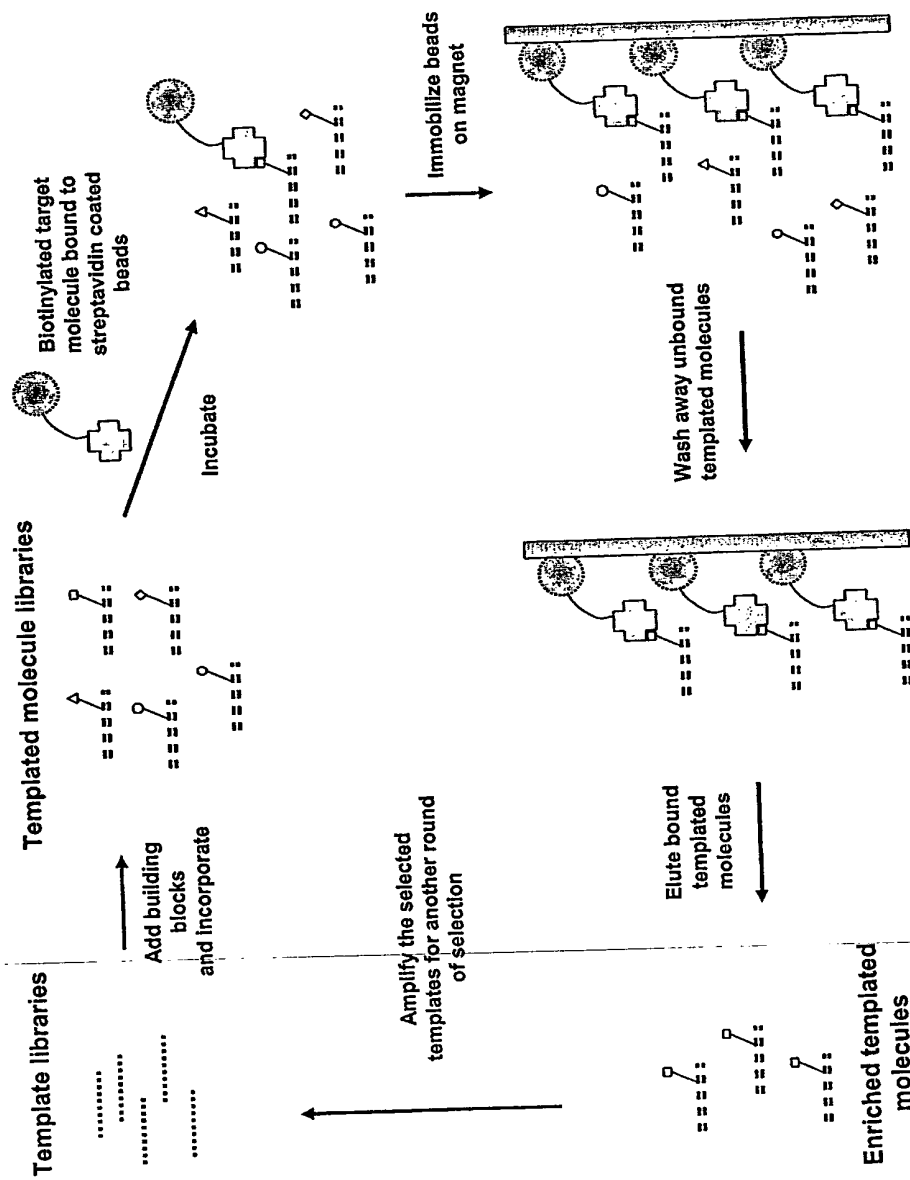 Template libraries
Add building
blocks
and incorporate
Templated molecule libraries
Biotinylated target
molecule bound to
streptavidin coated
beads
Incubate
Immobilize beads
on magnet
Wash away unbound
templated molecules
Elute bound
templated
molecules
Enriched templated
molecules
Amplify the selected
templates for another round
of selection